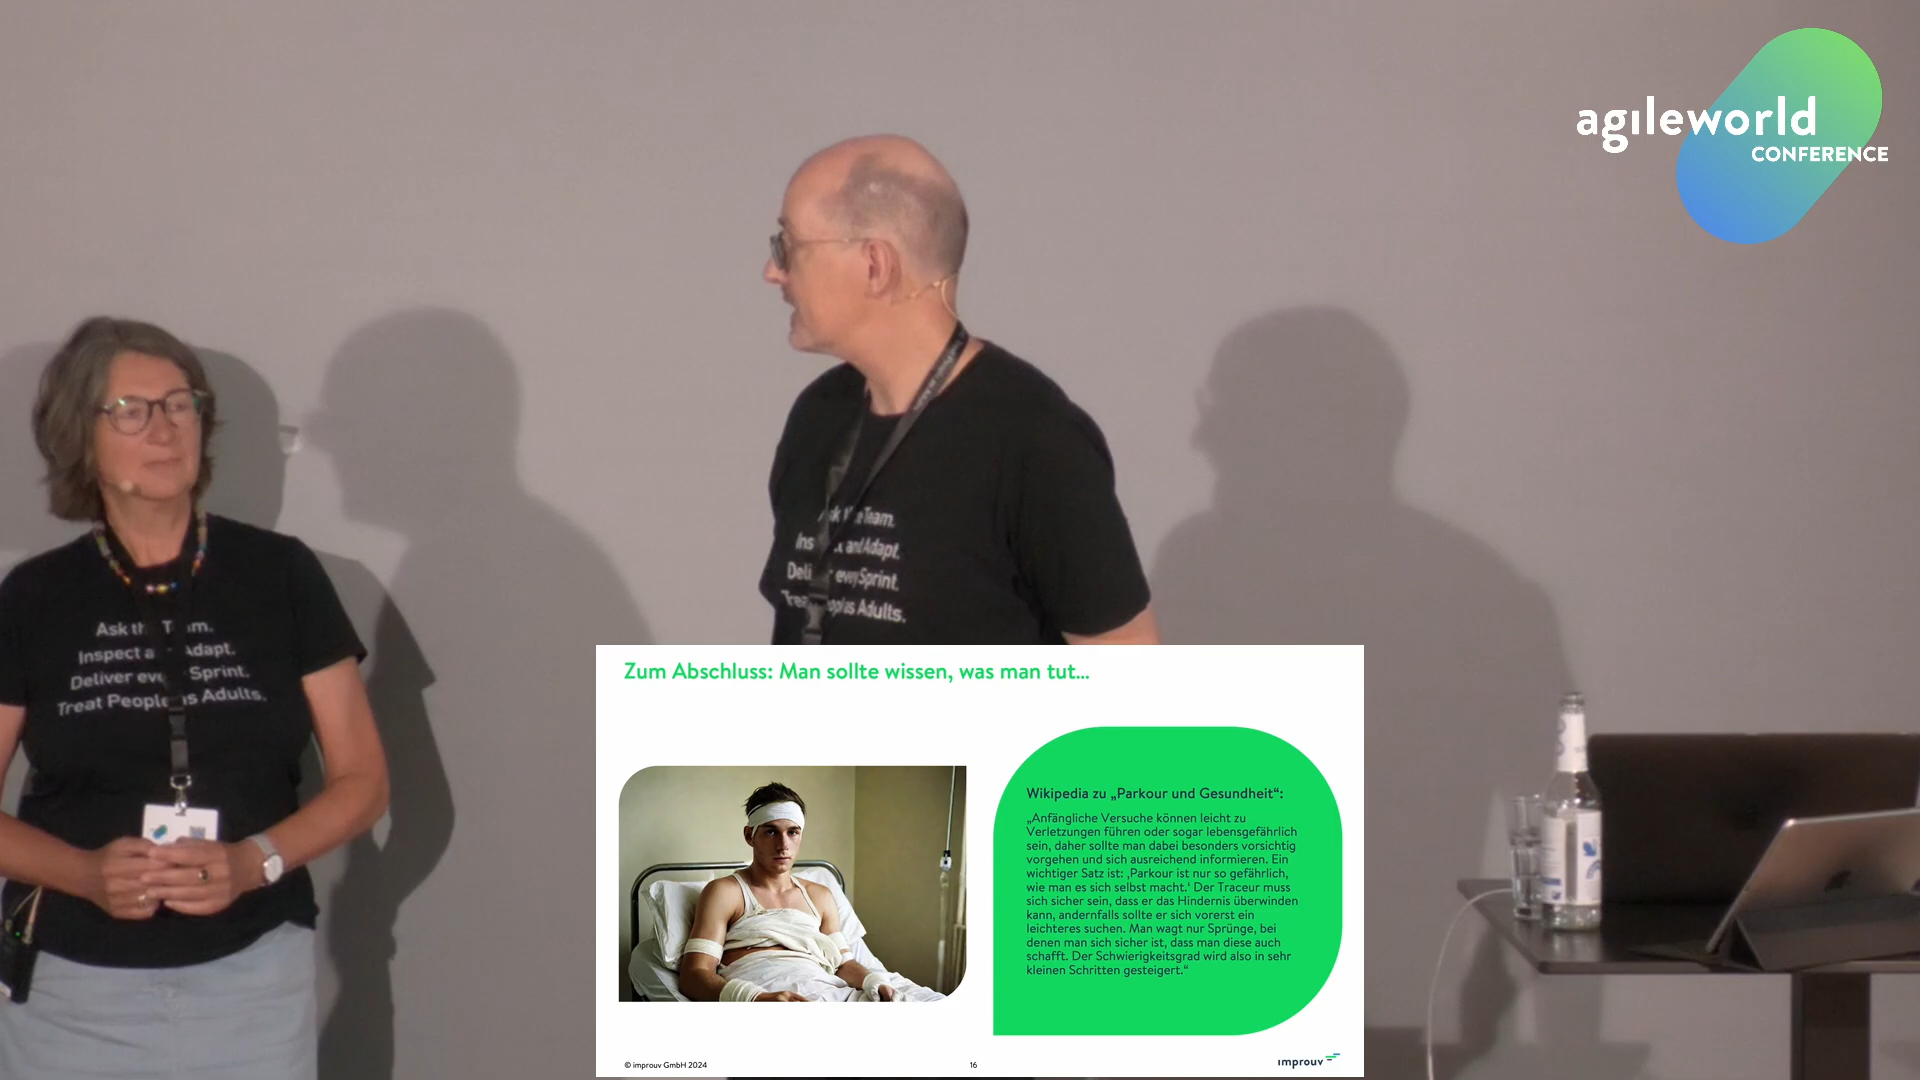 agileworld
CONFERENCE
Team.
and Adapt.
every Sprint.
as Adults.
Ask
Inspect Adapt.
Deliver Sprint.
Treat People as Adults.
Zum Abschluss: Man sollte wissen, was man tut...
Wikipedia zu „Parkour und Gesundheit“:
„Anfängliche Versuche können leicht zu
Verletzungen führen oder sogar lebensgefährlich
sein, daher sollte man dabei besonders vorsichtig
vorgehen und sich ausreichend informieren. Ein
wichtiger Satz ist: ‚Parkour ist nur so gefährlich,
wie man es sich selbst macht.‘ Der Traceur muss
sich sicher sein, dass er das Hindernis überwinden
kann, andernfalls sollte er sich vorerst ein
leichteres suchen. Man wagt nur Sprünge, bei
denen man sich sicher ist, dass man diese auch
schafft. Der Schwierigkeitsgrad wird also in sehr
kleinen Schritten gesteigert.“
© improuv GmbH 2024
16
improuv